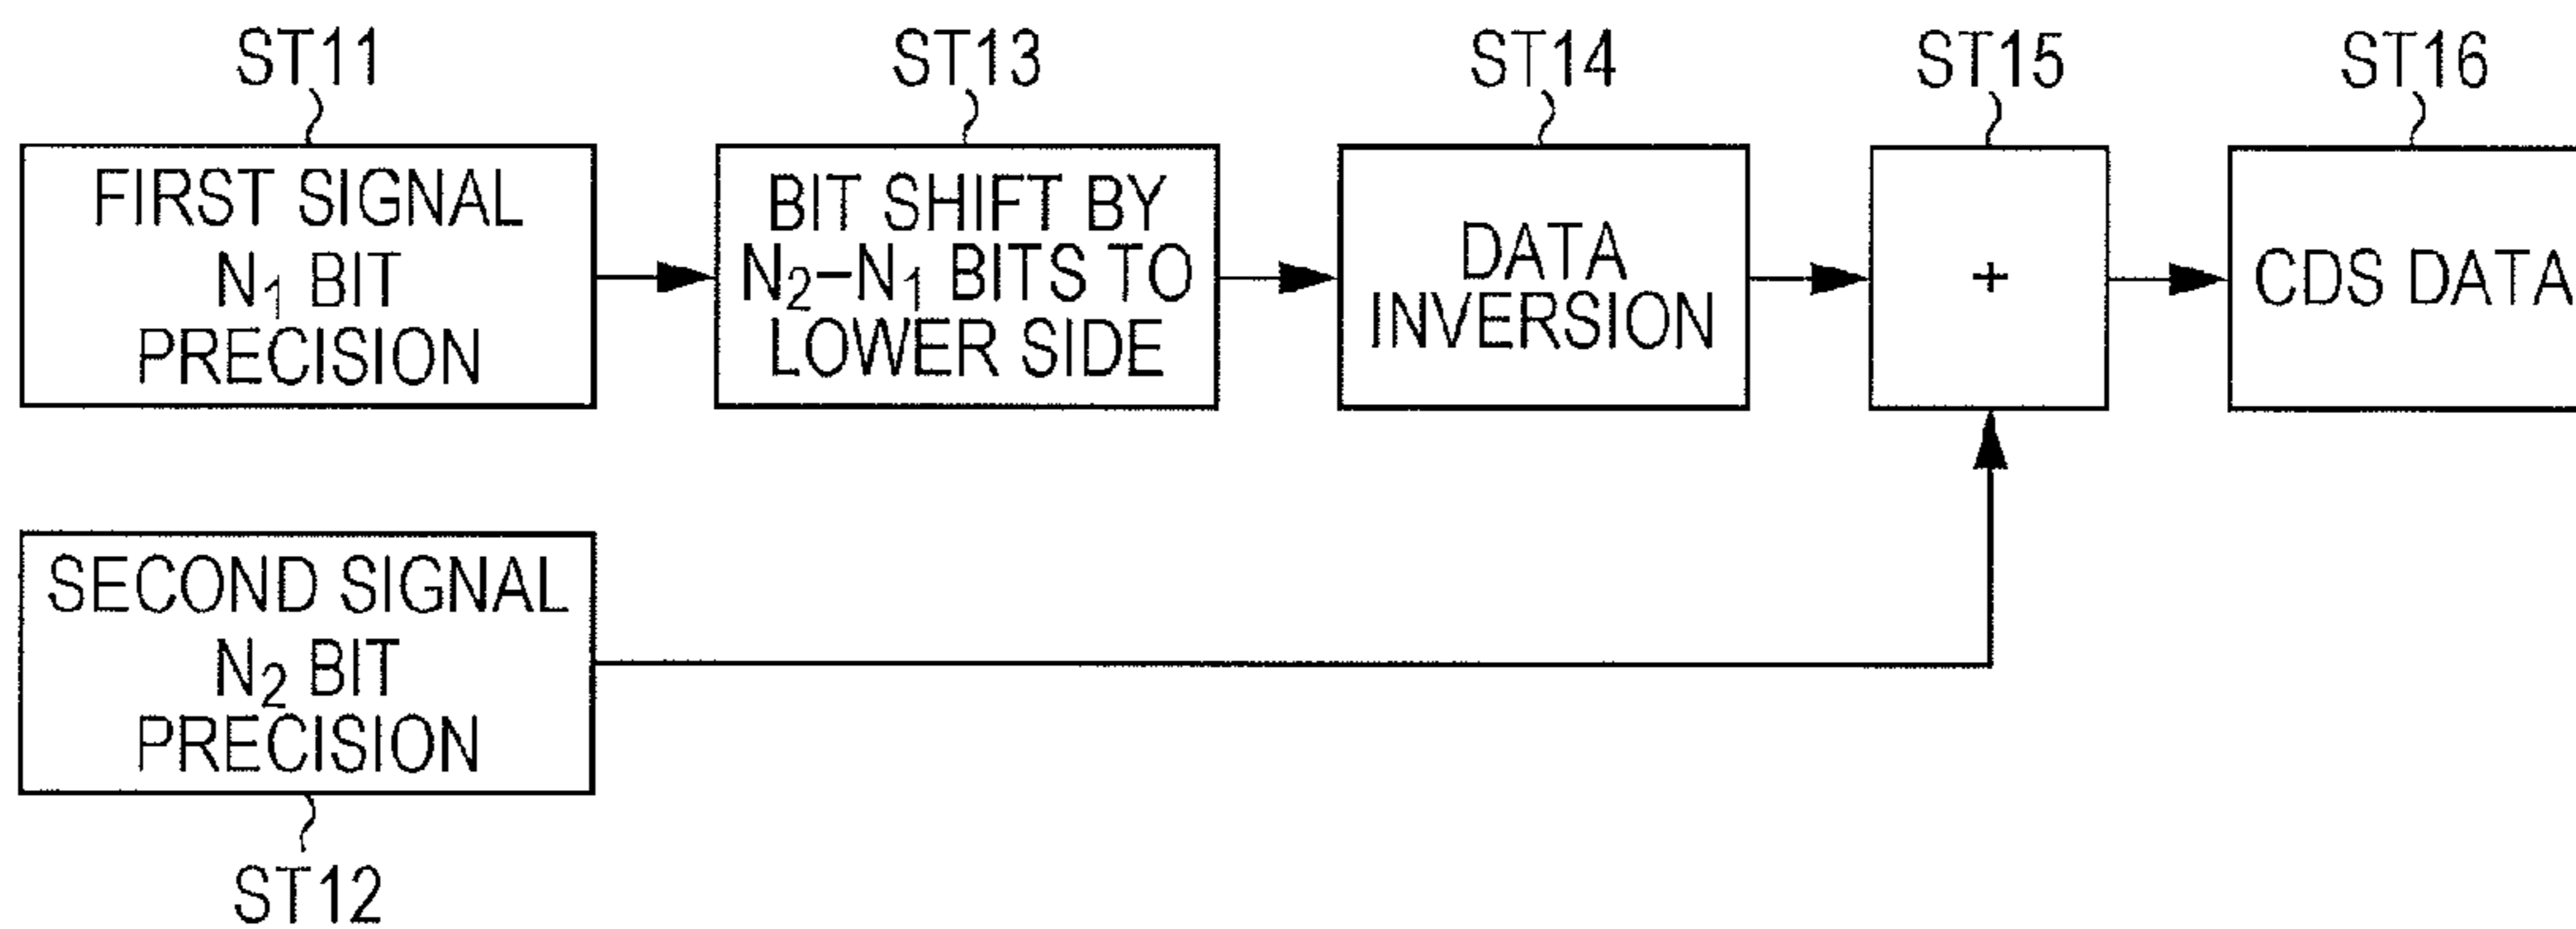 ST11
ST13
ST14
ST15
ST16
FIRST SIGNAL
N₁ BIT
PRECISION
BIT SHIFT BY
N₂–N₁ BITS TO
LOWER SIDE
DATA
INVERSION
+
CDS DATA
SECOND SIGNAL
N₂ BIT
PRECISION
ST12